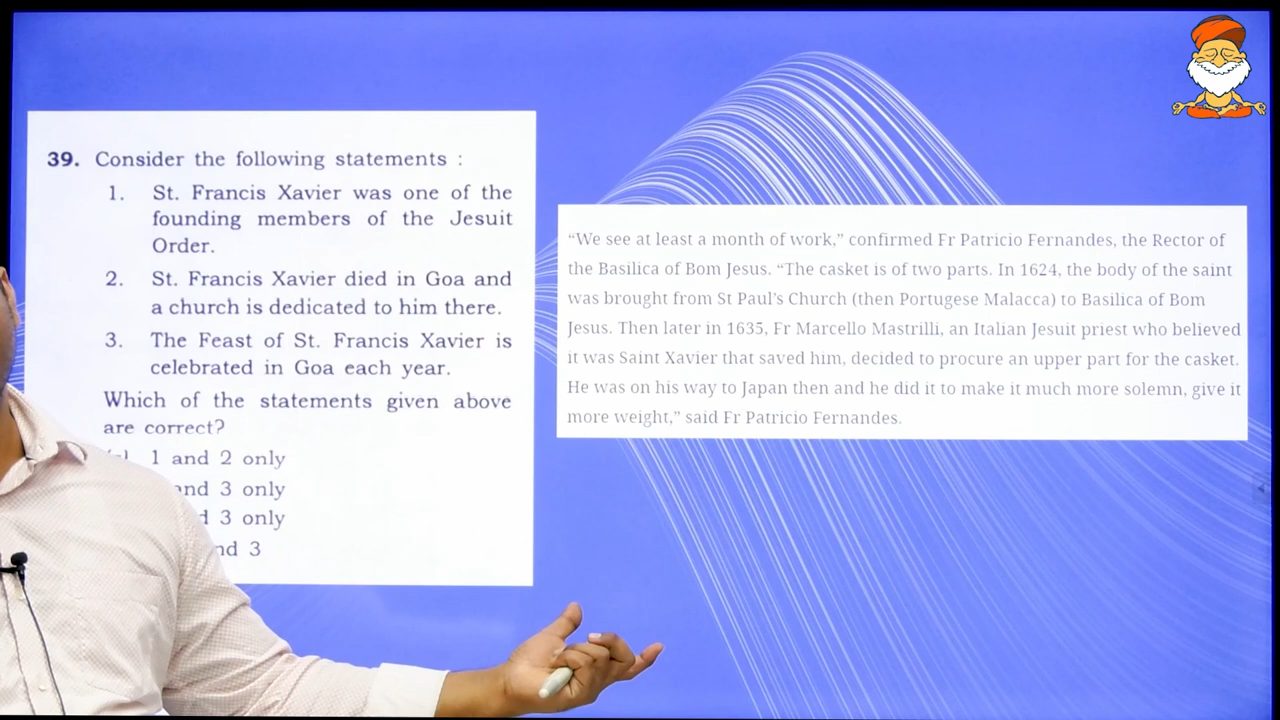 39. Consider the following statements :
1. St. Francis Xavier was one of the
founding members of the Jesuit
Order.
2. St. Francis Xavier died in Goa and
a church is dedicated to him there.
3. The Feast of St. Francis Xavier is
celebrated in Goa each year.
Which of the statements given above
are correct?
1 and 2 only
and 3 only
3 only
and 3
“We see at least a month of work,” confirmed Fr Patricio Fernandes, the Rector of
the Basilica of Bom Jesus. “The casket is of two parts. In 1624, the body of the saint
was brought from St Paul’s Church (then Portugese Malacca) to Basilica of Bom
Jesus. Then later in 1635, Fr Marcello Mastrilli, an Italian Jesuit priest who believed
it was Saint Xavier that saved him, decided to procure an upper part for the casket.
He was on his way to Japan then and he did it to make it much more solemn, give it
more weight,” said Fr Patricio Fernandes.